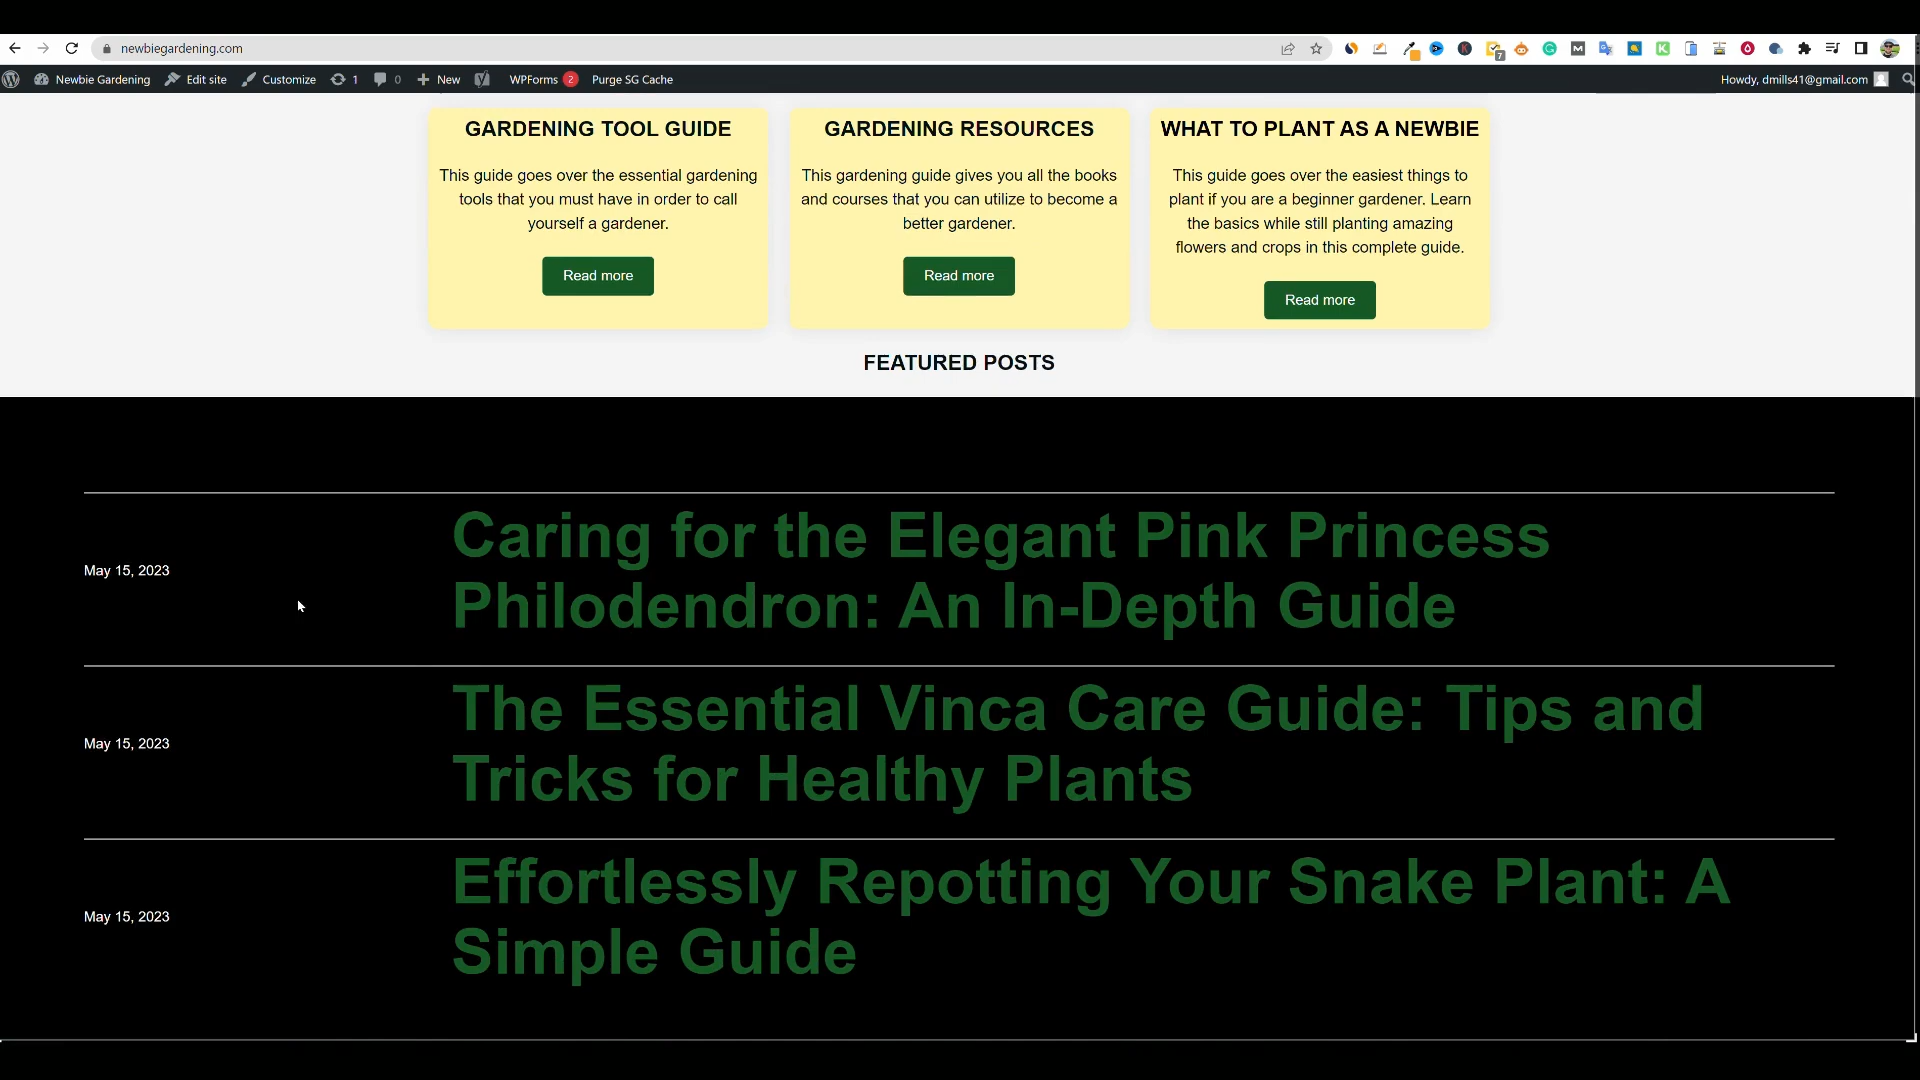 newbiegardening.com
7
Newbie Gardening Edit site Customize 1 0 New WPForms 2 Purge SG Cache Howdy, dmills41@gmail.com
GARDENING TOOL GUIDE
This guide goes over the essential gardening
tools that you must have in order to call
yourself a gardener.
Read more
GARDENING RESOURCES
This gardening guide gives you all the books
and courses that you can utilize to become a
better gardener.
Read more
WHAT TO PLANT AS A NEWBIE
This guide goes over the easiest things to
plant if you are a beginner gardener. Learn
the basics while still planting amazing
flowers and crops in this complete guide.
Read more
FEATURED POSTS
May 15, 2023
Caring for the Elegant Pink Princess
Philodendron: An In-Depth Guide
May 15, 2023
The Essential Vinca Care Guide: Tips and
Tricks for Healthy Plants
May 15, 2023
Effortlessly Repotting Your Snake Plant: A
Simple Guide